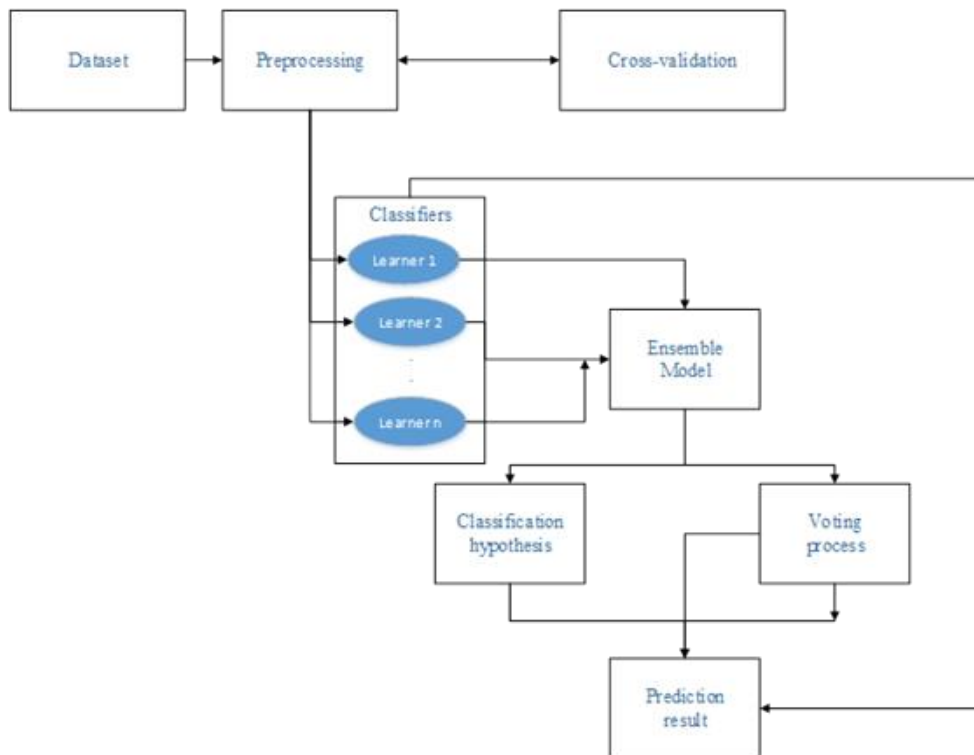 Dataset
Preprocessing
Cross-validation
Classifiers
Learner 1
Learner 2
Learner n
Ensemble
Model
Classification
hypothesis
Voting
process
Prediction
result